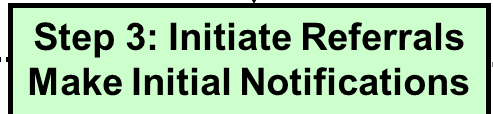 Step 3: Initiate Referrals
Make Initial Notifications